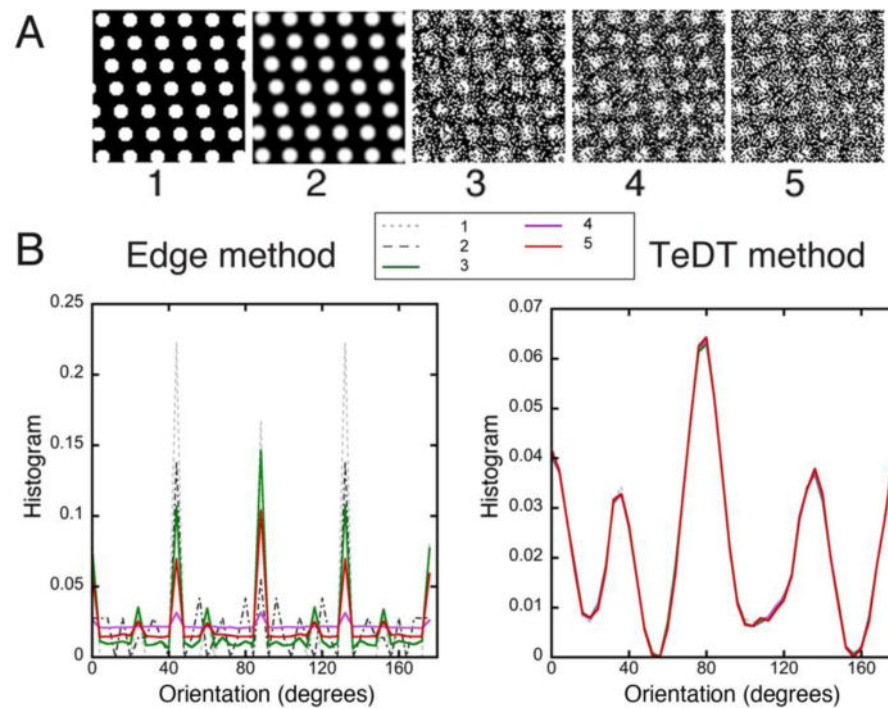 A
1 2 3 4 5
B
Edge method
1 4
2 5
3
TeDT method
0.25
0.2
0.15
0.1
0.05
0
Histogram
0 40 80 120 160
Orientation (degrees)
0.07
0.06
0.05
0.04
0.03
0.02
0.01
0
Histogram
0 40 80 120 160
Orientation (degrees)